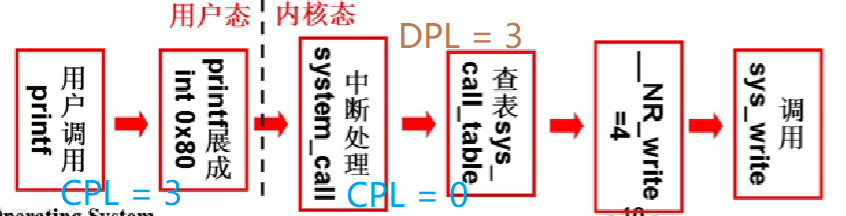 用户态
内核态
DPL = 3
用户调用
printf
printf展成
int 0x80
中断处理
system_call
查表sys_
call_table
__NR_write
=4
调用
sys_write
CPL = 3
CPL = 0
Operating System